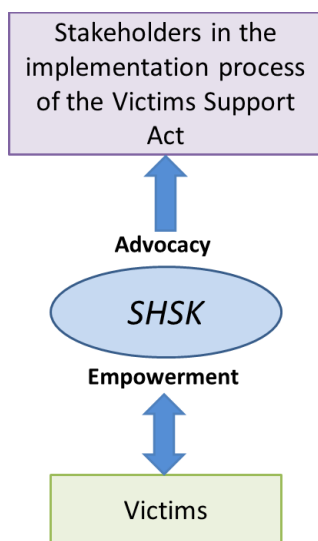 Stakeholders in the
implementation process
of the Victims Support
Act
Advocacy
SHSK
Empowerment
Victims